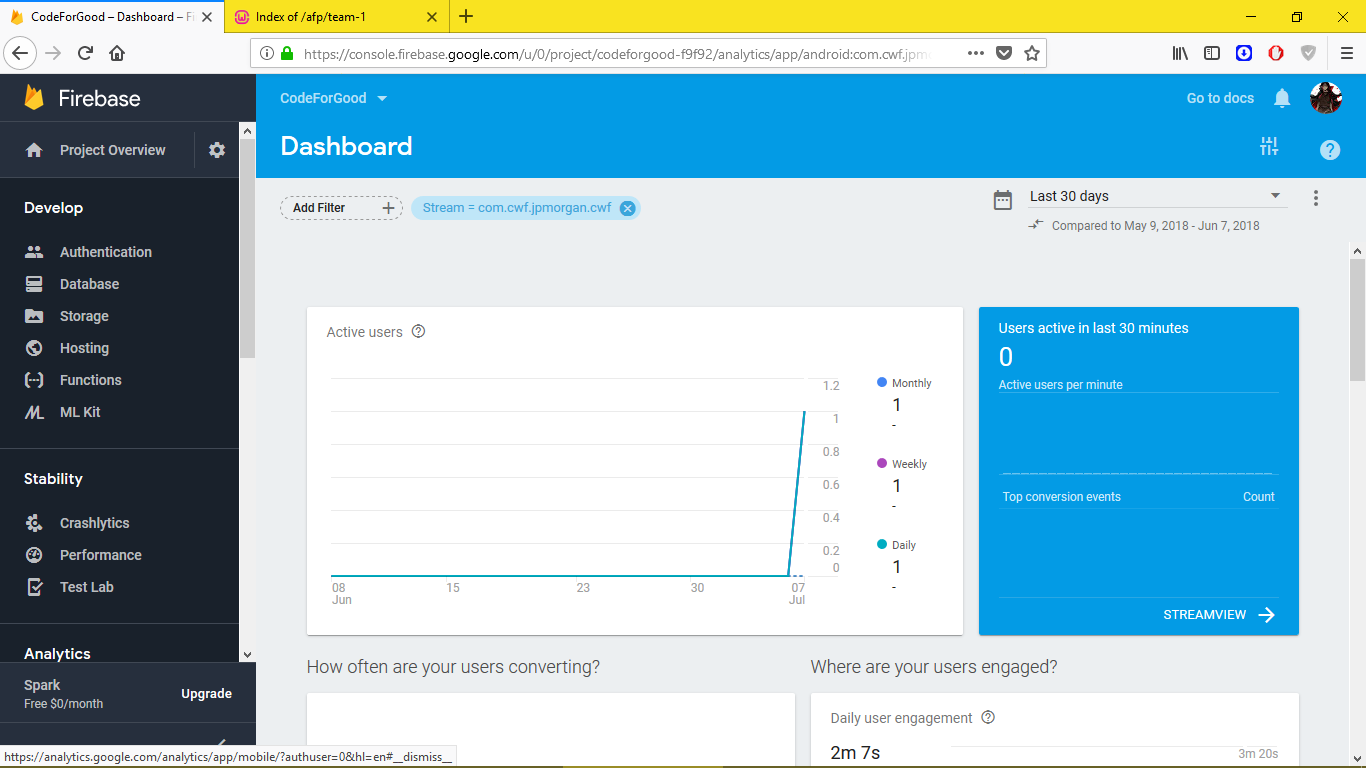 CodeForGood – Dashboard – Fi
Index of /afp/team-1
https://console.firebase.google.com/u/0/project/codeforgood-f9f92/analytics/app/android:com.cwf.jpmo
Firebase
CodeForGood
Go to docs
Project Overview
Dashboard
Develop
Authentication
Database
Storage
Hosting
Functions
ML Kit
Stability
Crashlytics
Performance
Test Lab
Analytics
Spark
Free $0/month
Upgrade
Add Filter
Stream = com.cwf.jpmorgan.cwf
Last 30 days
Compared to May 9, 2018 - Jun 7, 2018
Active users
1.2
1
0.8
0.6
0.4
0.2
0
08
Jun
15
23
30
07
Jul
Monthly
1
-
Weekly
1
-
Daily
1
-
Users active in last 30 minutes
0
Active users per minute
Top conversion events Count
STREAMVIEW
How often are your users converting?
Where are your users engaged?
Daily user engagement
2m 7s
3m 20s
https://analytics.google.com/analytics/app/mobile/?authuser=0&hl=en#__dismiss__